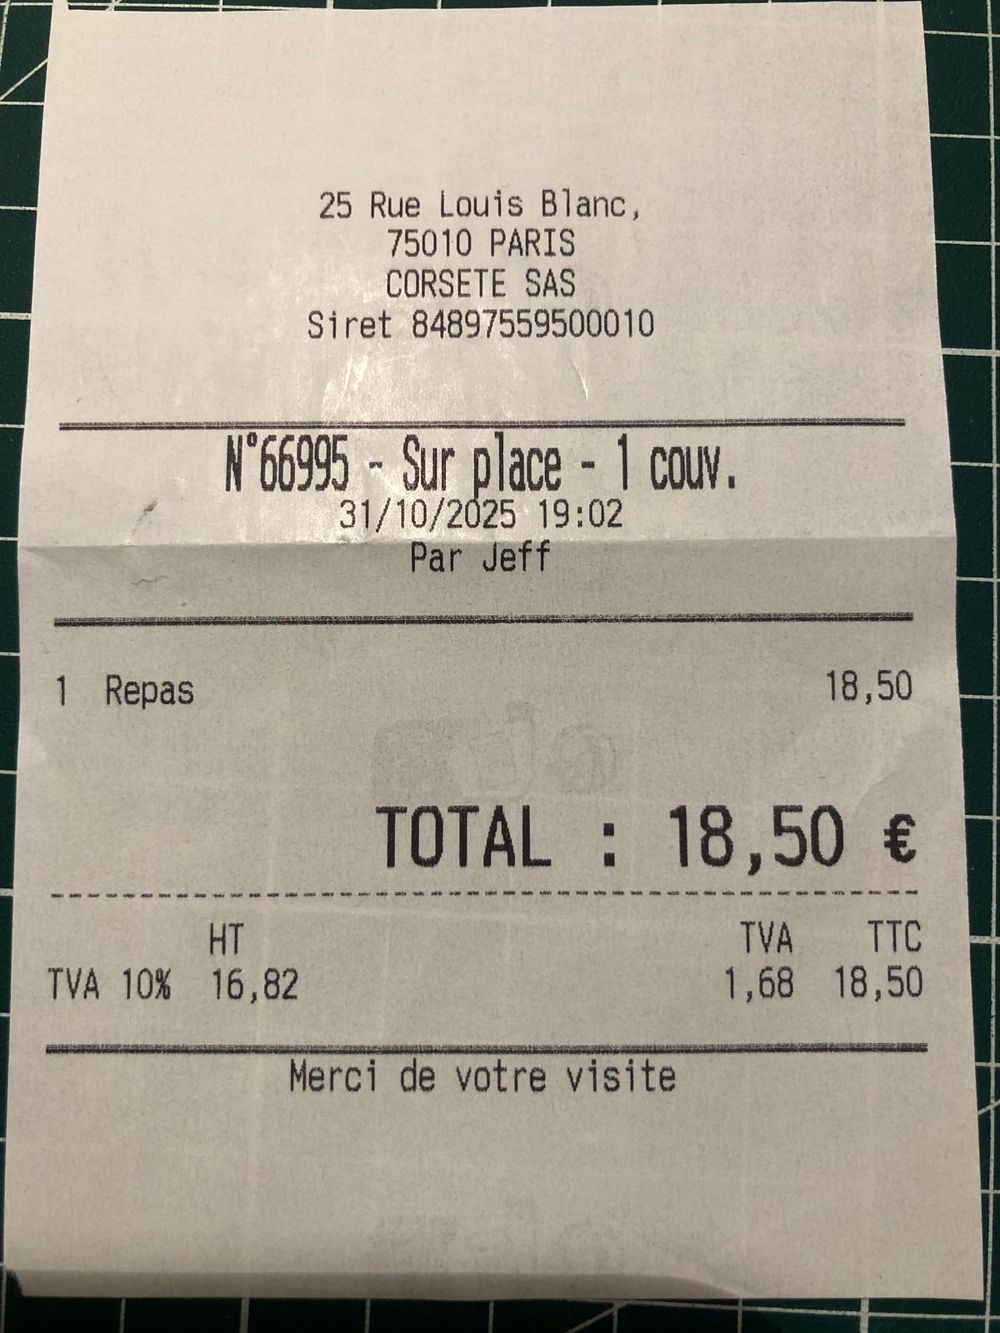 25 Rue Louis Blanc,
75010 PARIS
CORSETE SAS
Siret 84897559500010
N°66995 - Sur place - 1 couv.
31/10/2025 19:02
Par Jeff
1 Repas 18,50
TOTAL : 18,50 €
HT TVA TTC
TVA 10% 16,82 1,68 18,50
Merci de votre visite